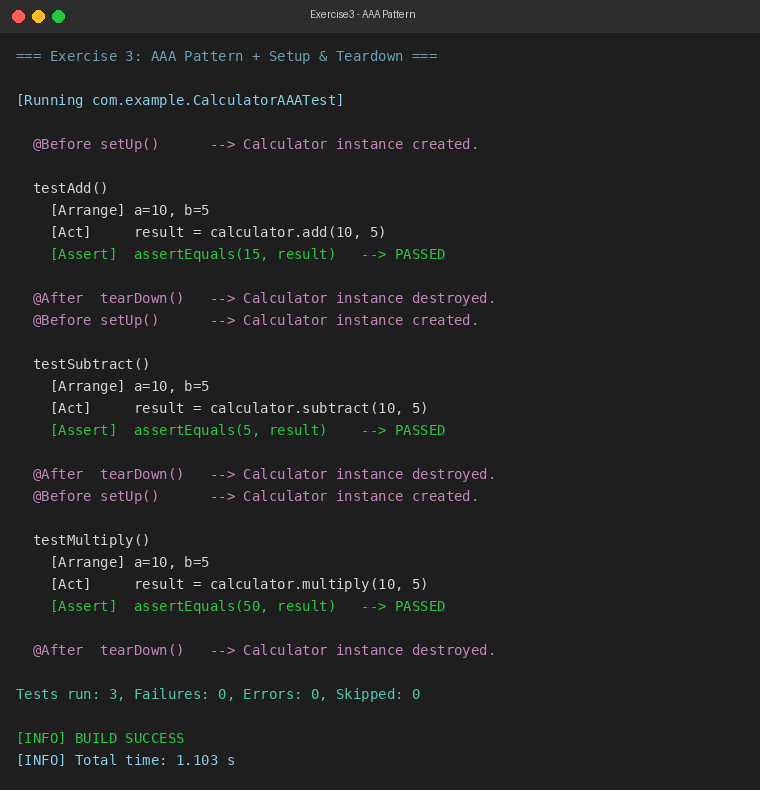 Exercise3 - AAA Pattern
=== Exercise 3: AAA Pattern + Setup & Teardown ===
[Running com.example.CalculatorAAATest]
@Before setUp()      --> Calculator instance created.
testAdd()
[Arrange] a=10, b=5
[Act]     result = calculator.add(10, 5)
[Assert]  assertEquals(15, result)   --> PASSED
@After  tearDown()   --> Calculator instance destroyed.
@Before setUp()      --> Calculator instance created.
testSubtract()
[Arrange] a=10, b=5
[Act]     result = calculator.subtract(10, 5)
[Assert]  assertEquals(5, result)    --> PASSED
@After  tearDown()   --> Calculator instance destroyed.
@Before setUp()      --> Calculator instance created.
testMultiply()
[Arrange] a=10, b=5
[Act]     result = calculator.multiply(10, 5)
[Assert]  assertEquals(50, result)   --> PASSED
@After  tearDown()   --> Calculator instance destroyed.
Tests run: 3, Failures: 0, Errors: 0, Skipped: 0
[INFO] BUILD SUCCESS
[INFO] Total time: 1.103 s